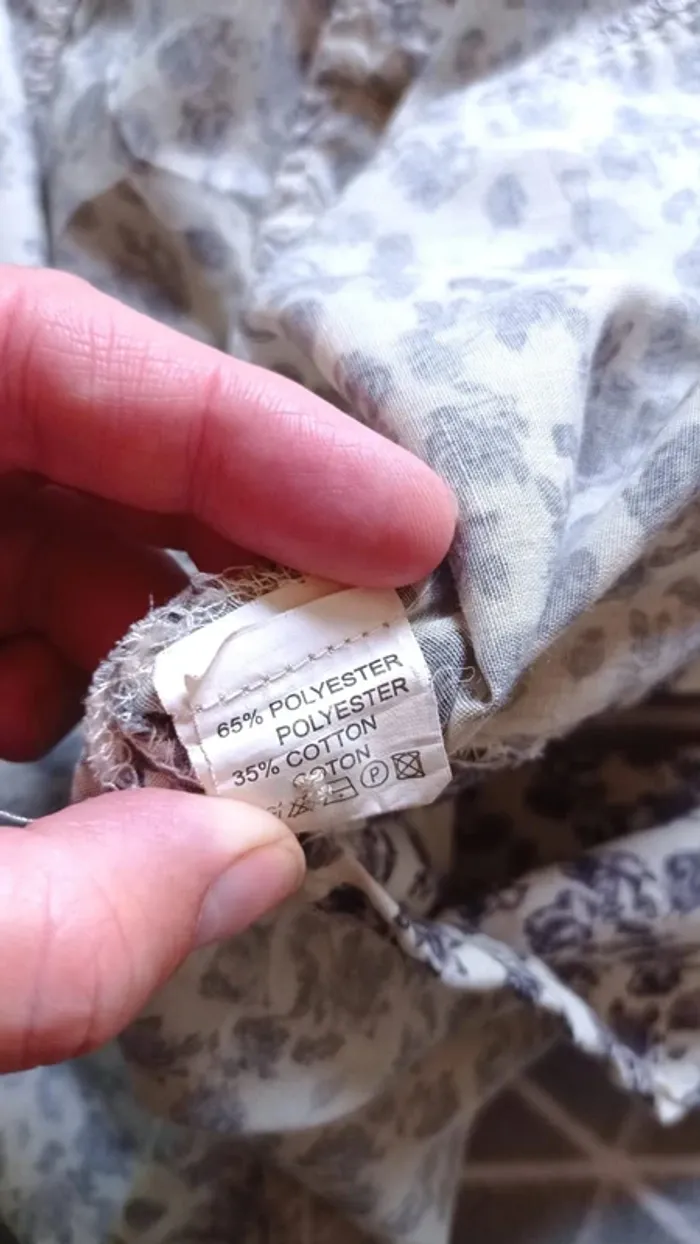 65% POLYESTER
POLYESTER
35% COTTON
COTON
P